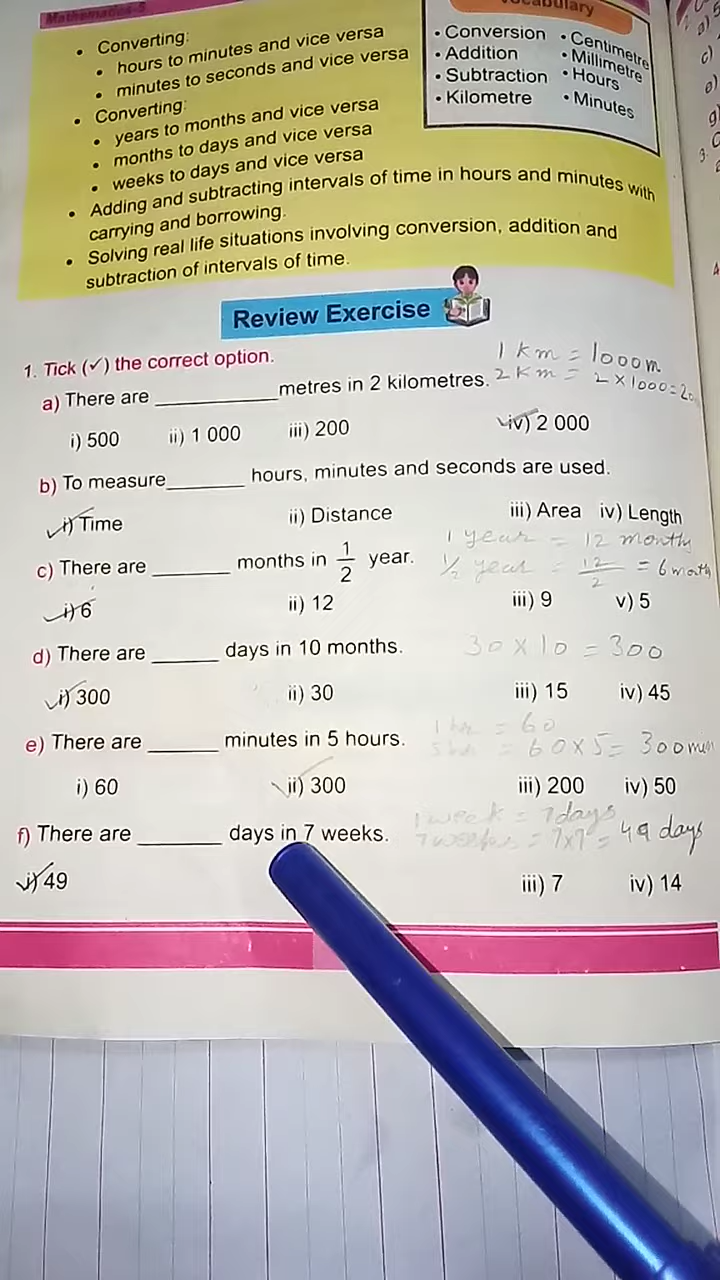 Mathematics-5
Vocabulary
• Converting:
• hours to minutes and vice versa
• minutes to seconds and vice versa
• Converting:
• years to months and vice versa
• months to days and vice versa
• weeks to days and vice versa
• Adding and subtracting intervals of time in hours and minutes with
carrying and borrowing.
• Solving real life situations involving conversion, addition and
subtraction of intervals of time.
• Conversion • Centimetre
• Addition • Millimetre
• Subtraction • Hours
• Kilometre • Minutes
Review Exercise
1. Tick (✓) the correct option.
1 km = 1000m
a) There are ____________ metres in 2 kilometres. 2 km = 2 × 1000 = 20
i) 500 ii) 1 000 iii) 200 iv) 2 000
b) To measure________ hours, minutes and seconds are used.
i) Time ii) Distance iii) Area iv) Length
1 year = 12 months
c) There are ________ months in 1/2 year. 1/2 year = 12/2 = 6 month
i) 6 ii) 12 iii) 9 v) 5
d) There are _______ days in 10 months. 30 × 10 = 300
i) 300 ii) 30 iii) 15 iv) 45
1 hr = 60
e) There are _______ minutes in 5 hours. 5 hr = 60 × 5 = 300 min
i) 60 ii) 300 iii) 200 iv) 50
1 week = 7 days
f) There are _________ days in 7 weeks. 7 weeks = 7×7 = 49 days
i) 49 iii) 7 iv) 14